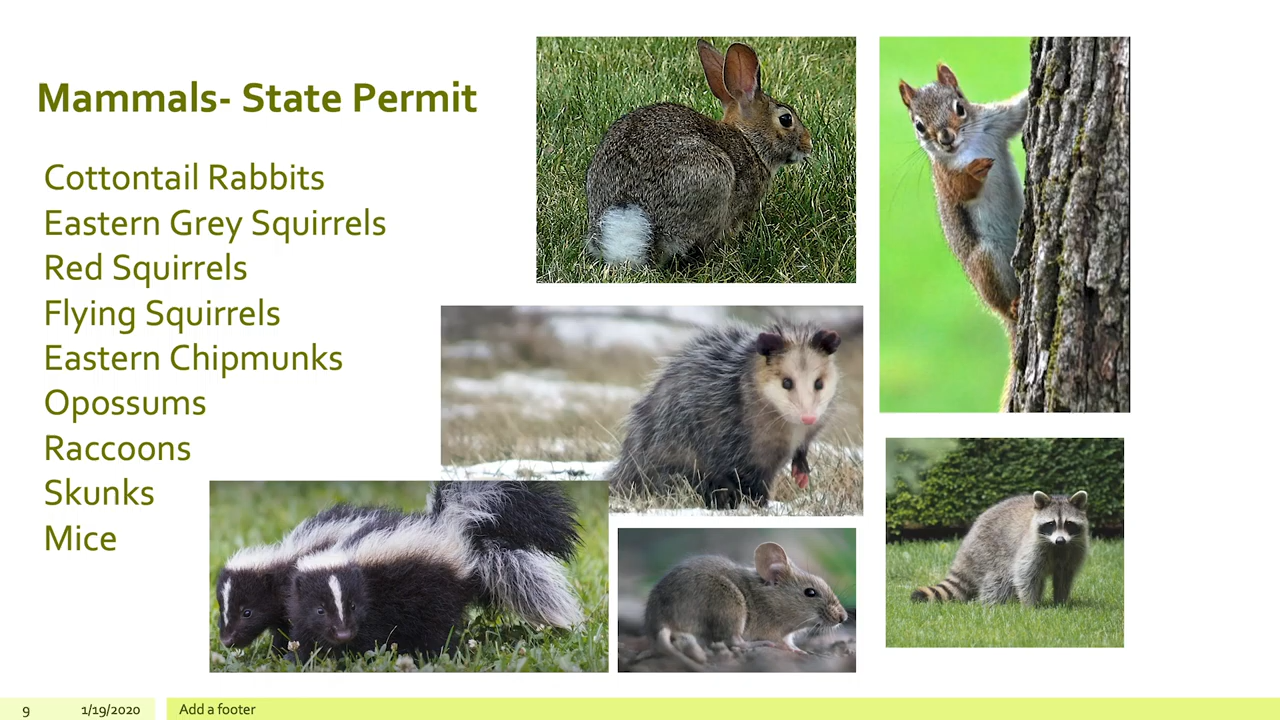 Mammals- State Permit
Cottontail Rabbits
Eastern Grey Squirrels
Red Squirrels
Flying Squirrels
Eastern Chipmunks
Opossums
Raccoons
Skunks
Mice
9 1/19/2020 Add a footer